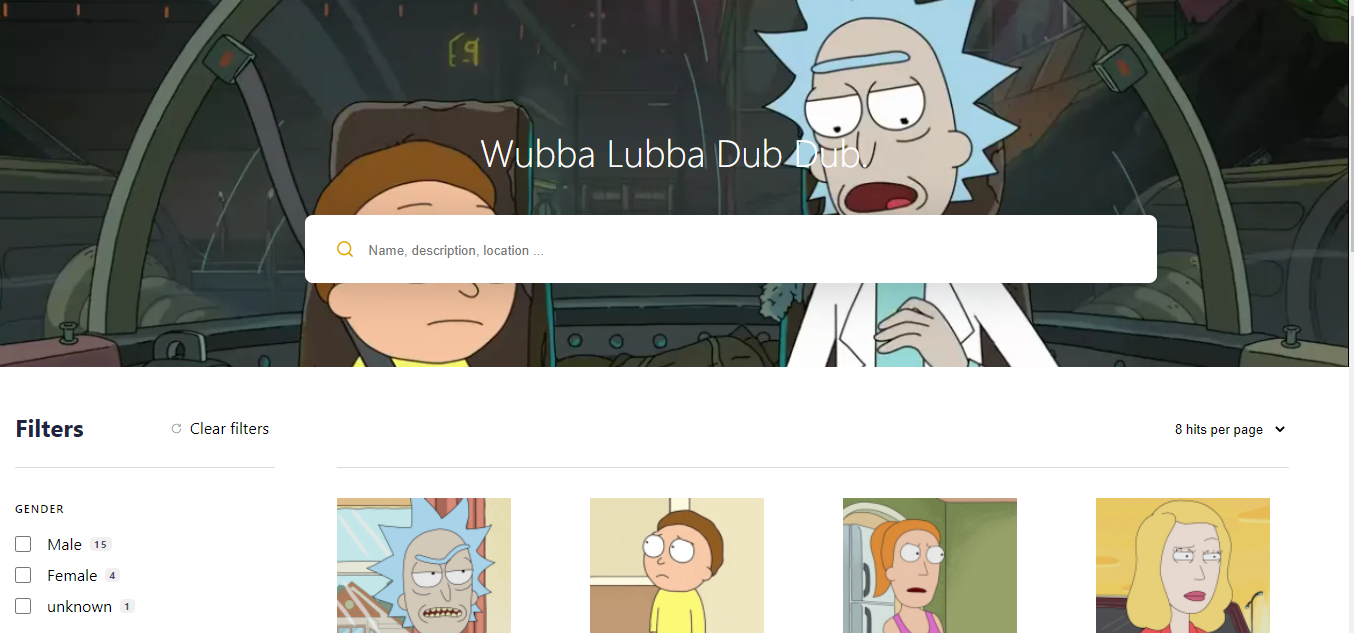 Wubba Lubba Dub Dub
Name, description, location ...
Filters
Clear filters
8 hits per page
GENDER
Male 15
Female 4
unknown 1